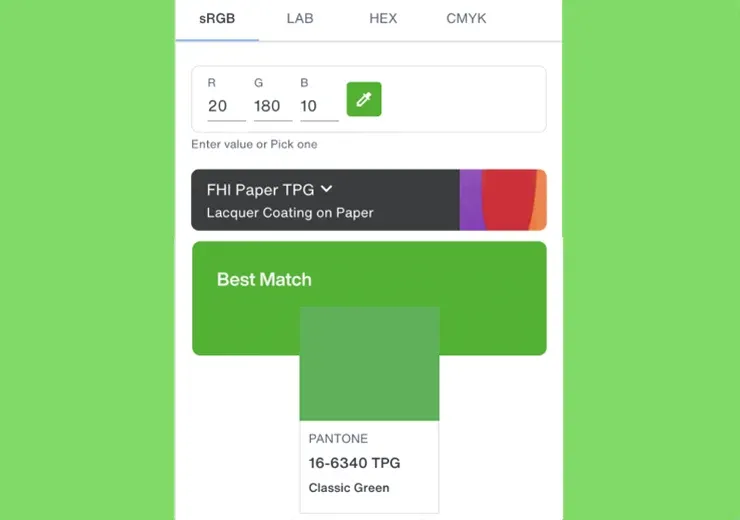 sRGB LAB HEX CMYK
R G B
20 180 10
Enter value or Pick one
FHI Paper TPG
Lacquer Coating on Paper
Best Match
PANTONE
16-6340 TPG
Classic Green